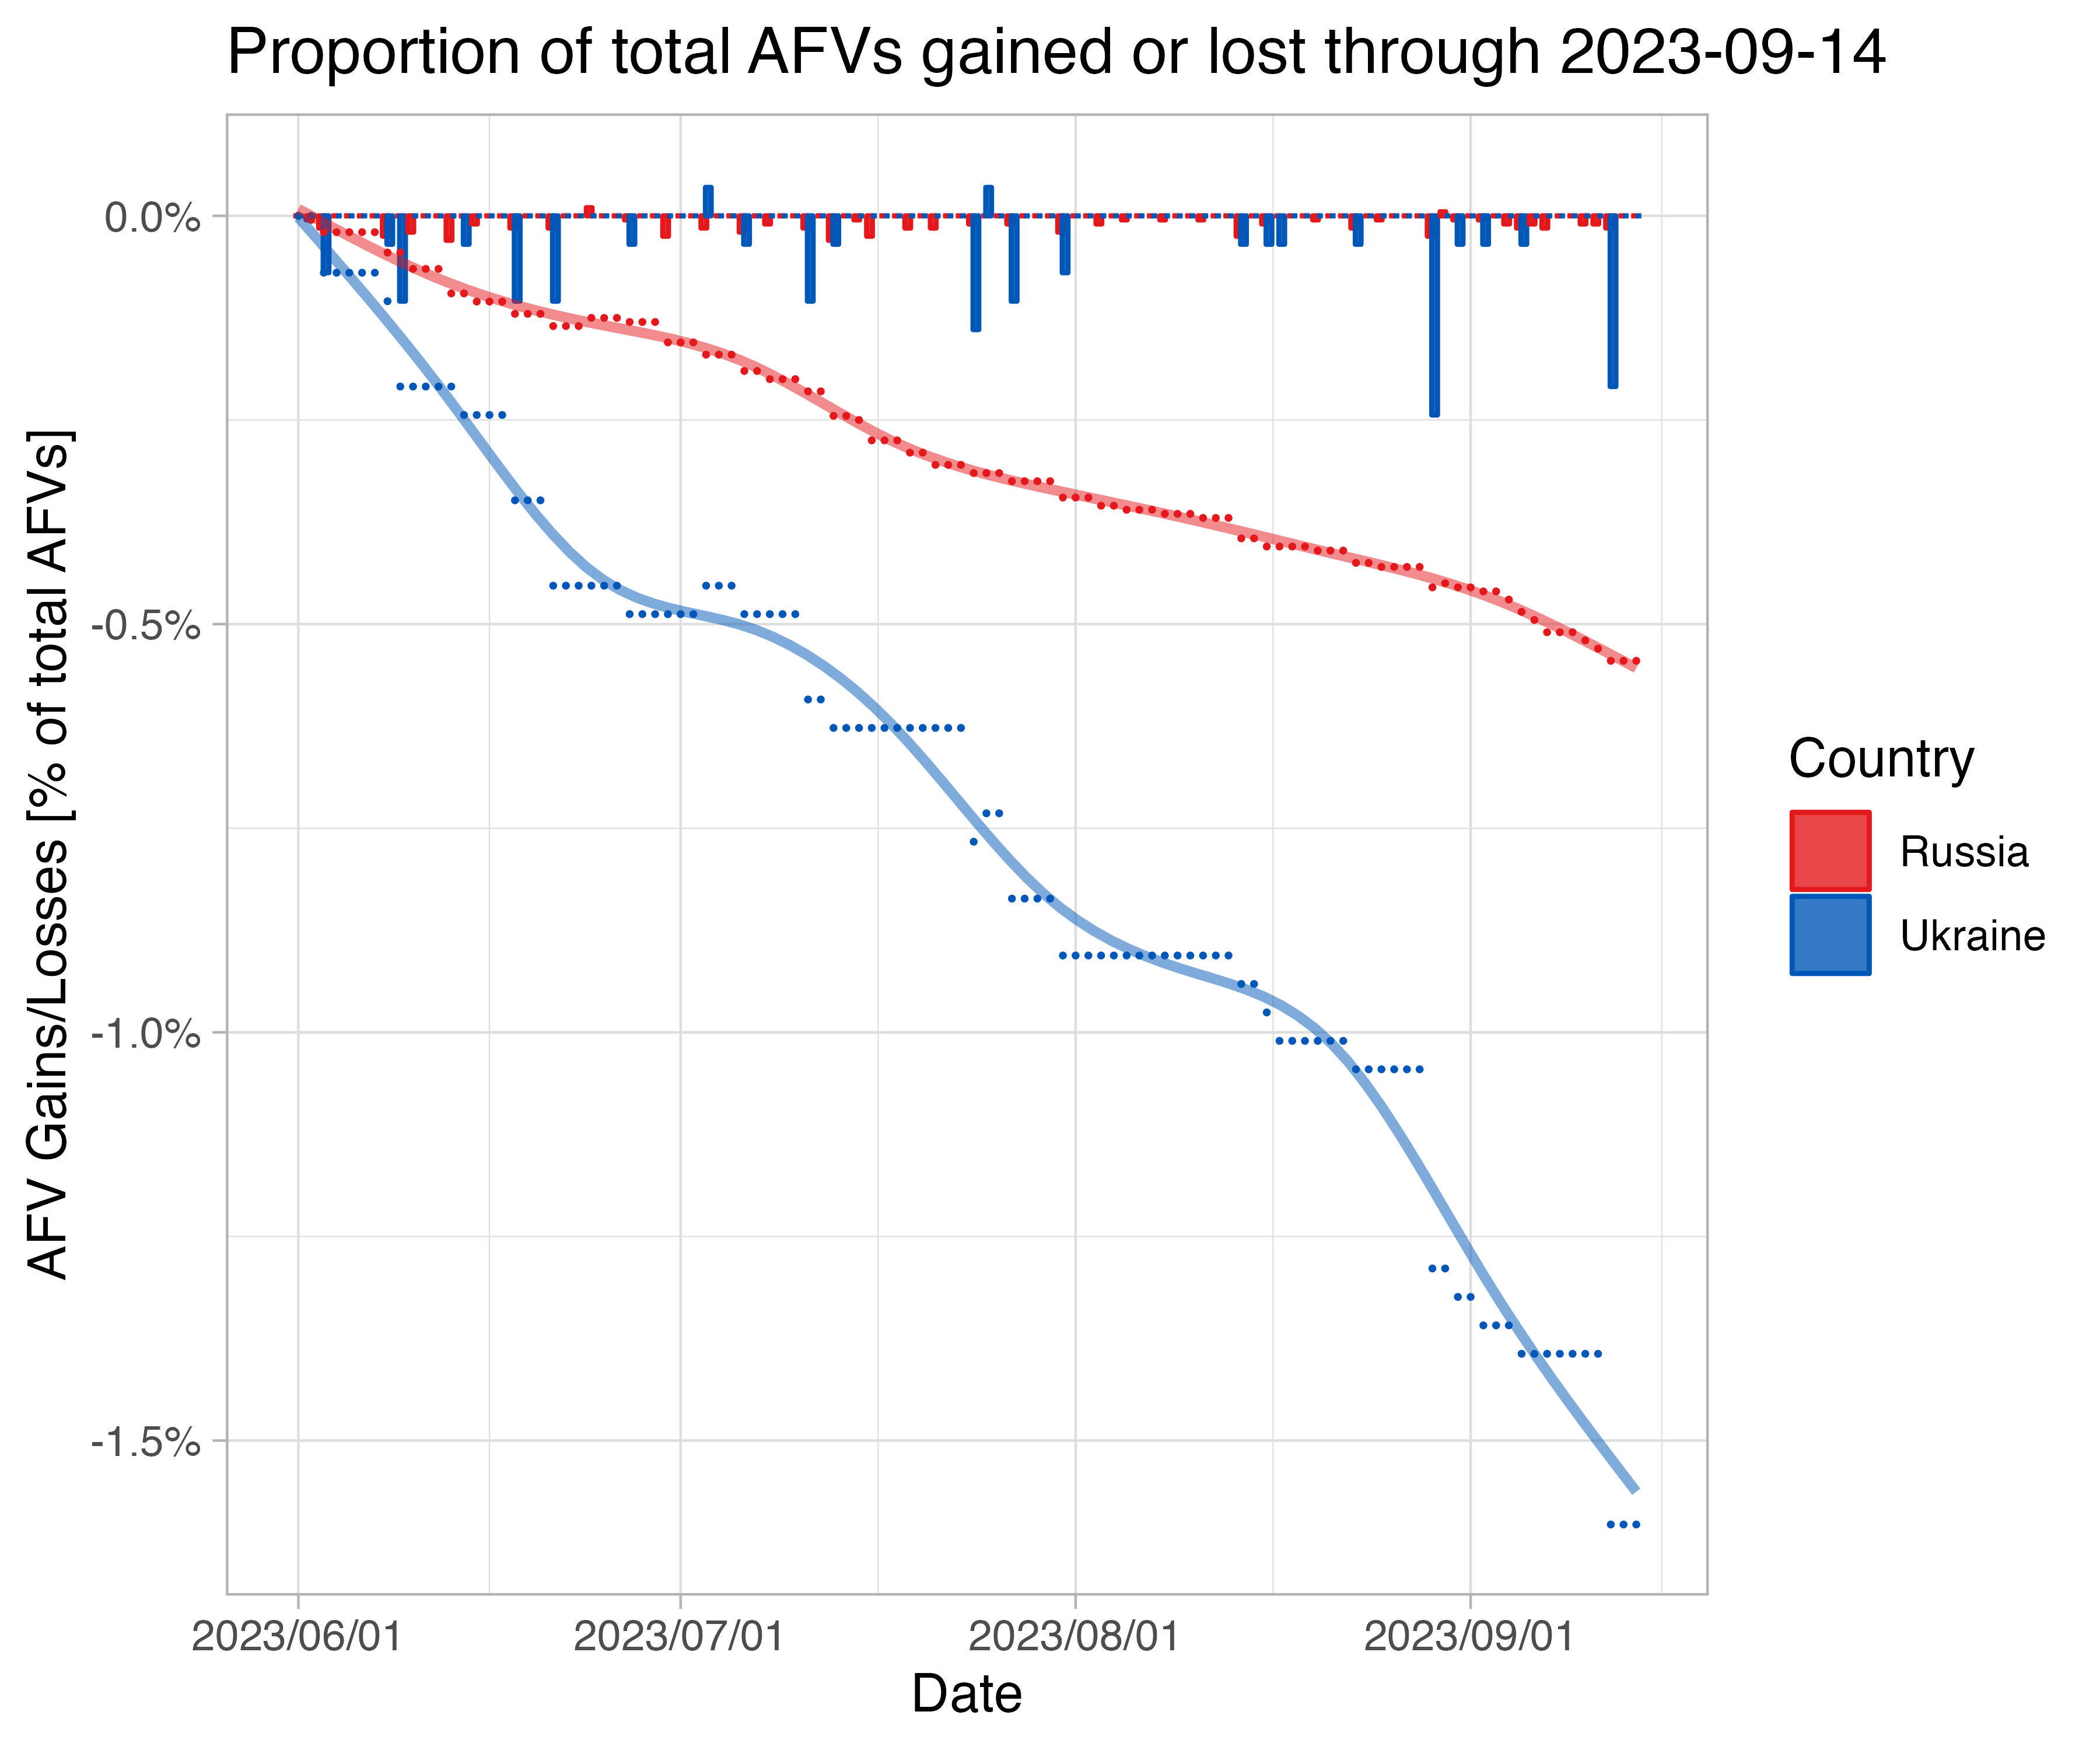 Proportion of total AFVs gained or lost through 2023-09-14
AFV Gains/Losses [% of total AFVs]
0.0%
-0.5%
-1.0%
-1.5%
2023/06/01
2023/07/01
2023/08/01
2023/09/01
Date
Country
Russia
Ukraine